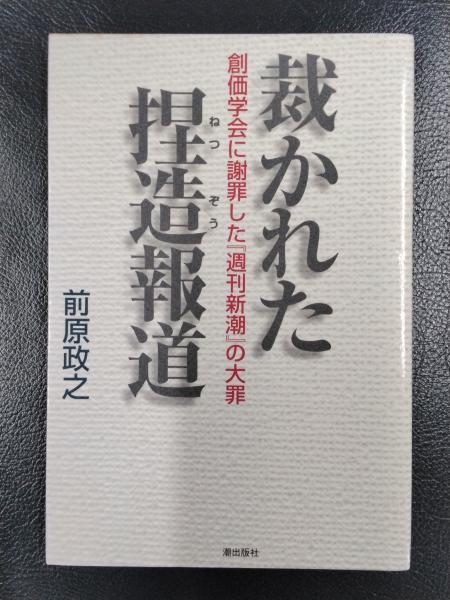 裁かれた
創価学会に謝罪した『週刊新潮』の大罪
捏造報道
ねつ ぞう
前原政之
潮出版社